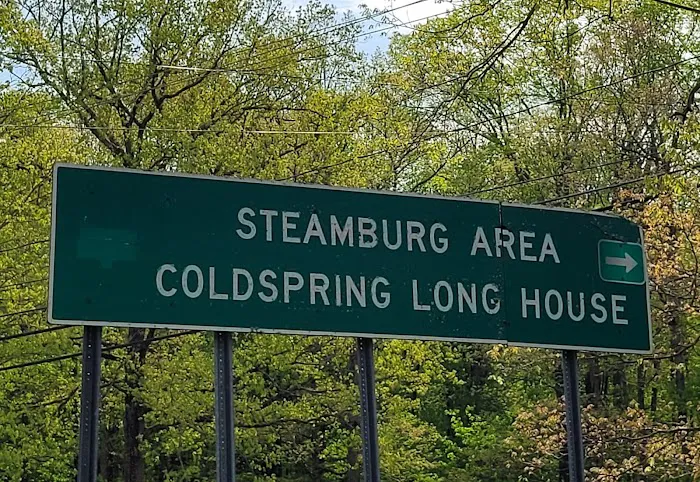 STEAMBURG AREA
COLDSPRING LONG HOUSE